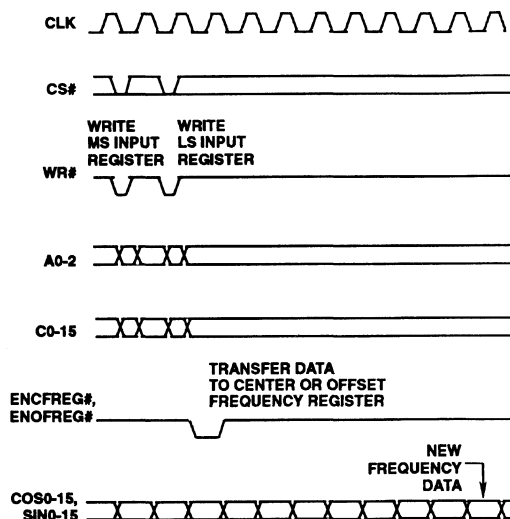 CLK
CS#
WRITE
MS INPUT
REGISTER
WRITE
LS INPUT
REGISTER
WR#
A0-2
C0-15
TRANSFER DATA
TO CENTER OR OFFSET
FREQUENCY REGISTER
ENCFREG#,
ENOFREG#
NEW
FREQUENCY
DATA
COS0-15,
SIN0-15